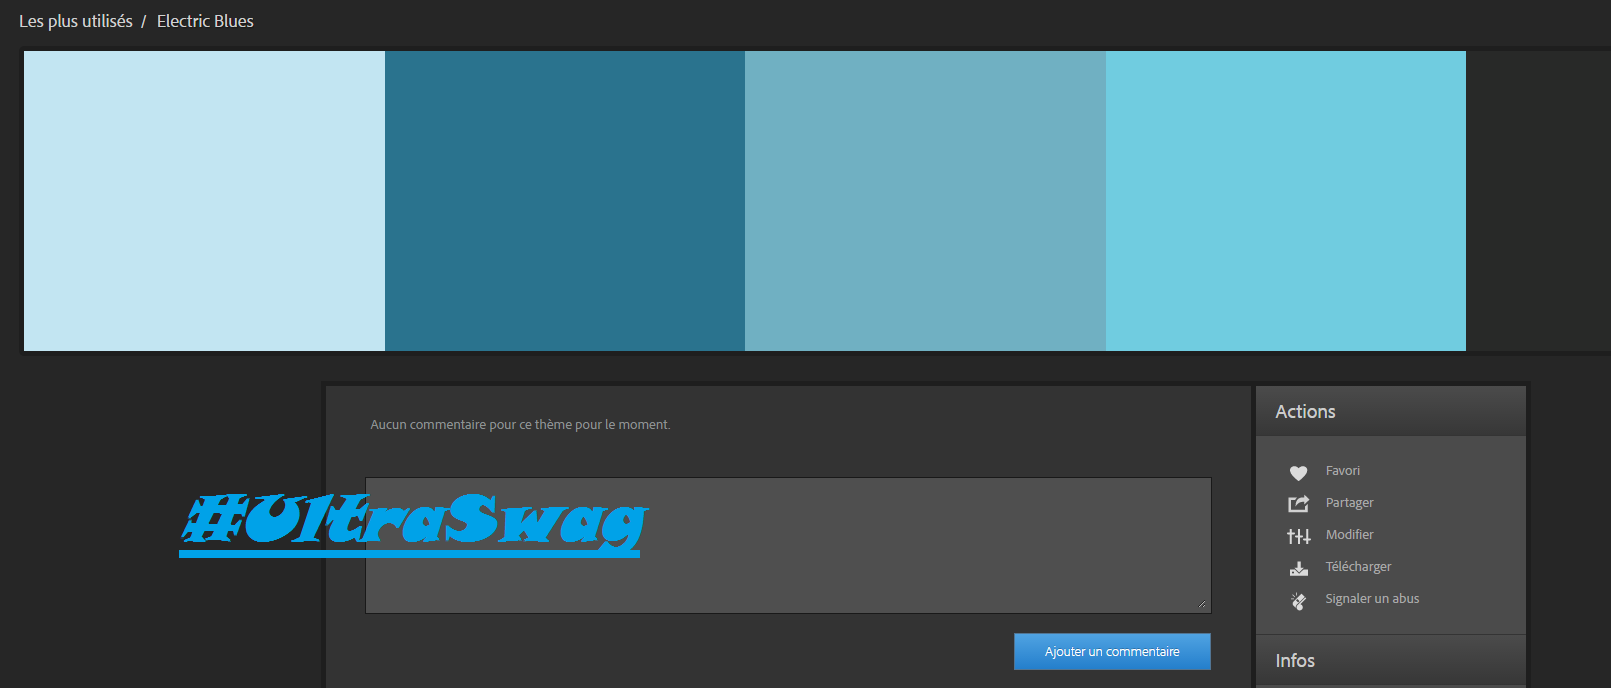 Les plus utilisés / Electric Blues
Aucun commentaire pour ce thème pour le moment.
#UltraSwag
Ajouter un commentaire
Actions
Favori
Partager
Modifier
Télécharger
Signaler un abus
Infos